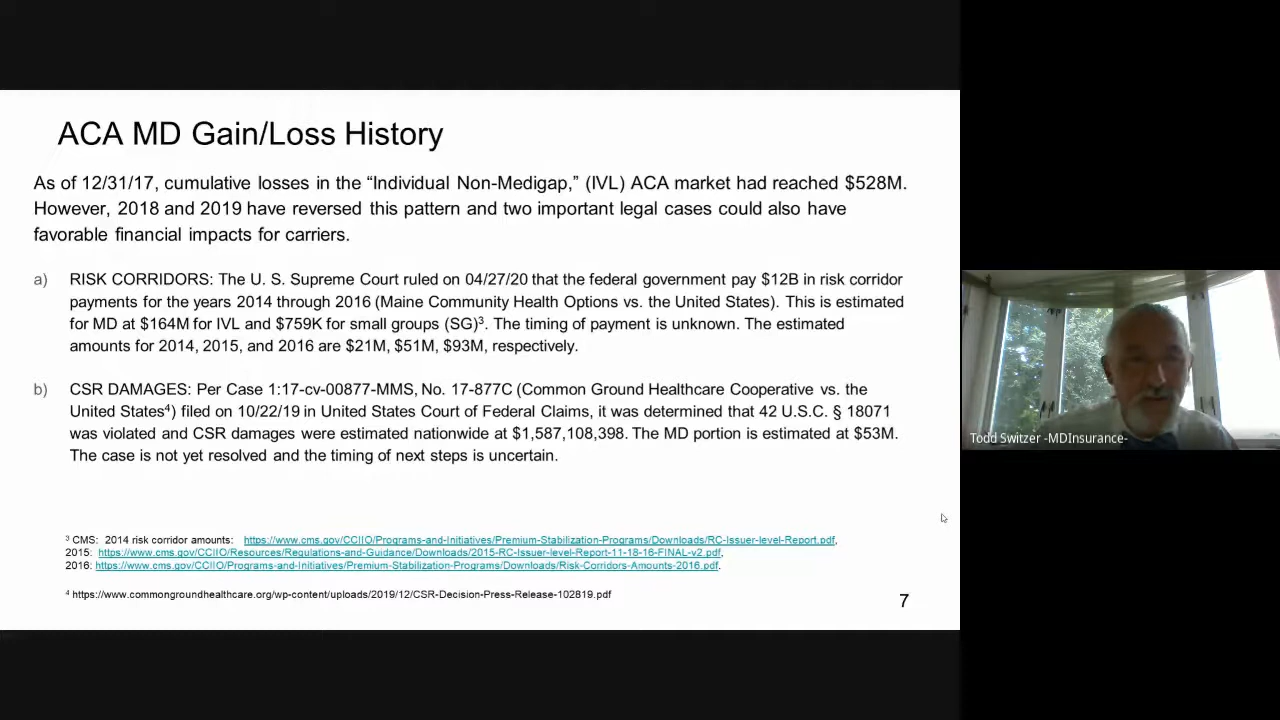 ACA MD Gain/Loss History
As of 12/31/17, cumulative losses in the “Individual Non-Medigap,” (IVL) ACA market had reached $528M.
However, 2018 and 2019 have reversed this pattern and two important legal cases could also have
favorable financial impacts for carriers.
a) RISK CORRIDORS: The U. S. Supreme Court ruled on 04/27/20 that the federal government pay $12B in risk corridor
payments for the years 2014 through 2016 (Maine Community Health Options vs. the United States). This is estimated
for MD at $164M for IVL and $759K for small groups (SG)³. The timing of payment is unknown. The estimated
amounts for 2014, 2015, and 2016 are $21M, $51M, $93M, respectively.
b) CSR DAMAGES: Per Case 1:17-cv-00877-MMS, No. 17-877C (Common Ground Healthcare Cooperative vs. the
United States⁴) filed on 10/22/19 in United States Court of Federal Claims, it was determined that 42 U.S.C. § 18071
was violated and CSR damages were estimated nationwide at $1,587,108,398. The MD portion is estimated at $53M.
The case is not yet resolved and the timing of next steps is uncertain.
Todd Switzer -MDInsurance-
³ CMS: 2014 risk corridor amounts: https://www.cms.gov/CCIIO/Programs-and-Initiatives/Premium-Stabilization-Programs/Downloads/RC-Issuer-level-Report.pdf,
2015: https://www.cms.gov/CCIIO/Resources/Regulations-and-Guidance/Downloads/2015-RC-Issuer-level-Report-11-18-16-FINAL-v2.pdf,
2016: https://www.cms.gov/CCIIO/Programs-and-Initiatives/Premium-Stabilization-Programs/Downloads/Risk-Corridors-Amounts-2016.pdf.
⁴ https://www.commongroundhealthcare.org/wp-content/uploads/2019/12/CSR-Decision-Press-Release-102819.pdf
7